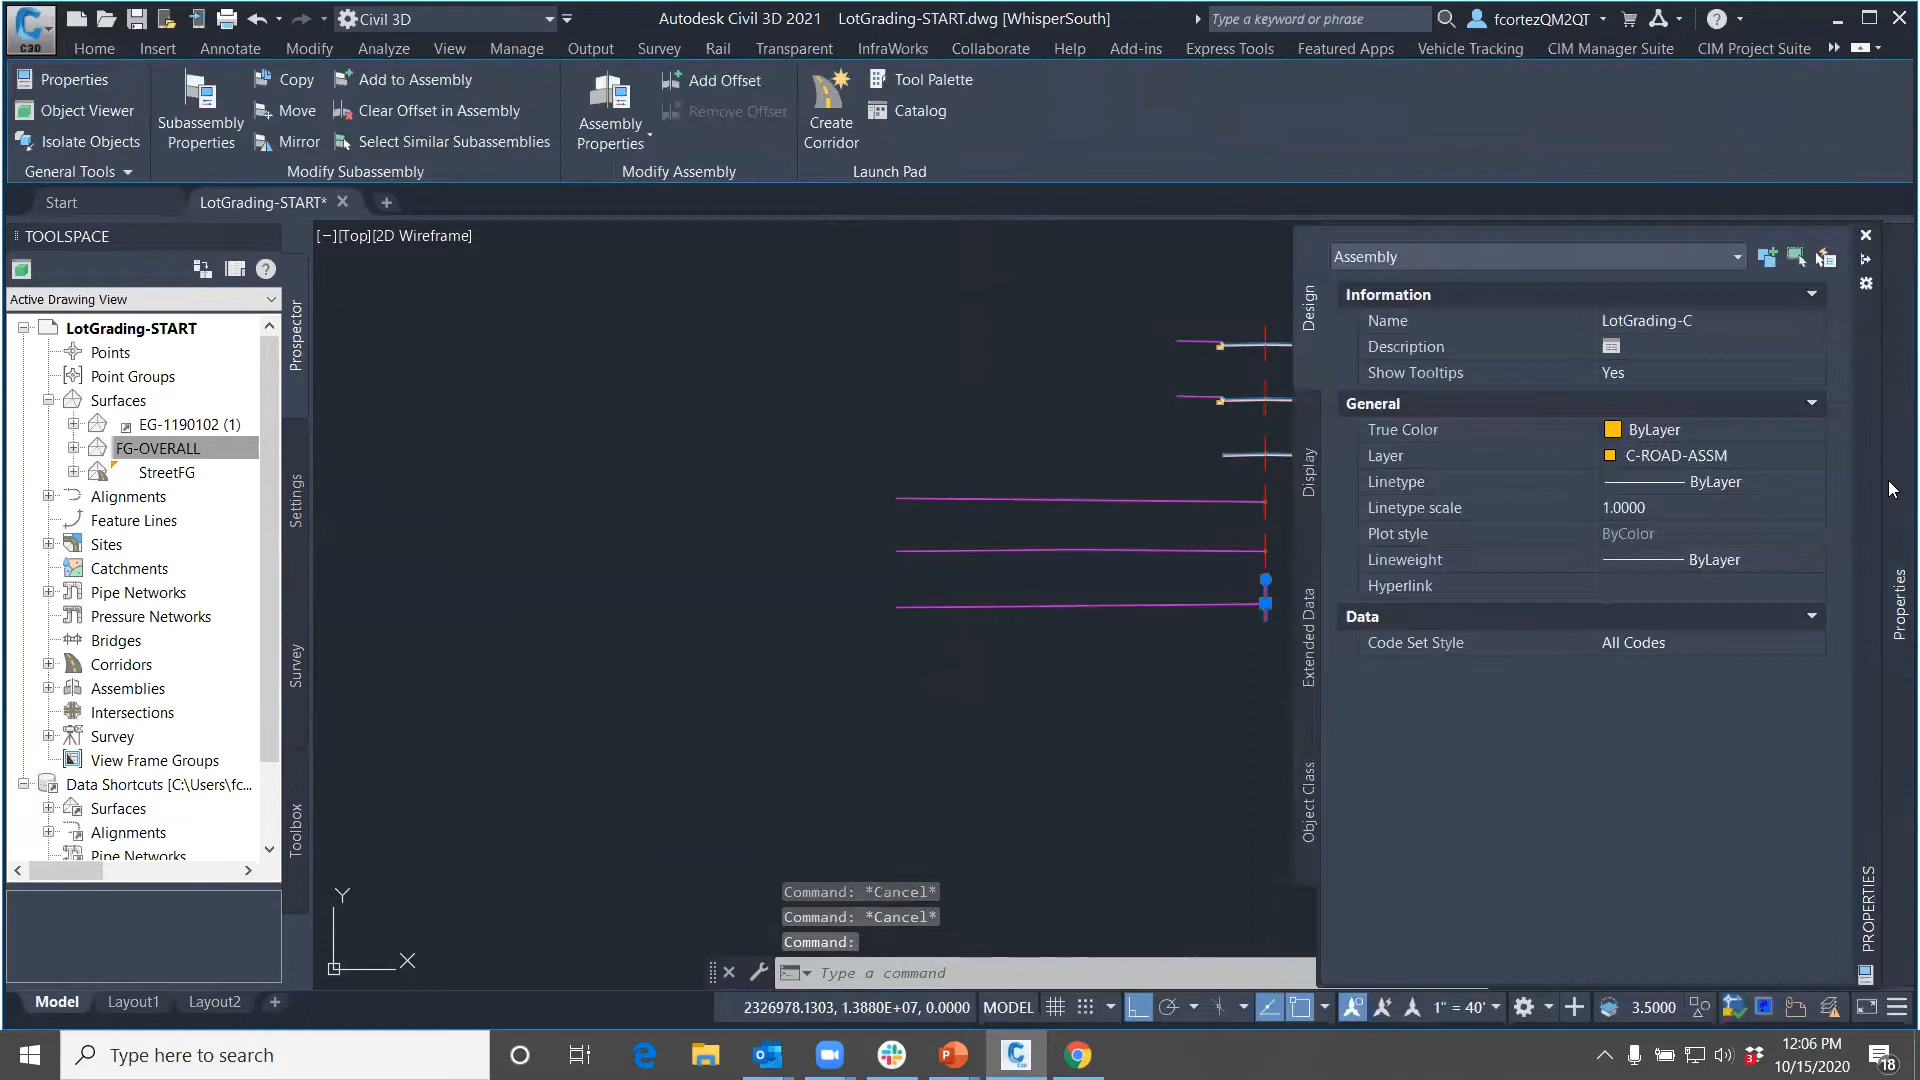 C3D
Civil 3D
Autodesk Civil 3D 2021 LotGrading-START.dwg [WhisperSouth]
Type a keyword or phrase
fcortezQM2QT
Home Insert Annotate Modify Analyze View Manage Output Survey Rail Transparent InfraWorks Collaborate Help Add-ins Express Tools Featured Apps Vehicle Tracking CIM Manager Suite CIM Project Suite
Properties
Object Viewer
Isolate Objects
General Tools
Subassembly
Properties
Copy
Move
Mirror
Add to Assembly
Clear Offset in Assembly
Select Similar Subassemblies
Modify Subassembly
Assembly
Properties
Add Offset
Remove Offset
Modify Assembly
Create
Corridor
Tool Palette
Catalog
Launch Pad
Start
LotGrading-START*
TOOLSPACE
Active Drawing View
LotGrading-START
Points
Point Groups
Surfaces
EG-1190102 (1)
FG-OVERALL
StreetFG
Alignments
Feature Lines
Sites
Catchments
Pipe Networks
Pressure Networks
Bridges
Corridors
Assemblies
Intersections
Survey
View Frame Groups
Data Shortcuts [C:\Users\fc...
Surfaces
Alignments
Pipe Networks
Prospector
Settings
Survey
Toolbox
[−][Top][2D Wireframe]
Y
X
Command: *Cancel*
Command: *Cancel*
Command:
Type a command
Assembly
Design
Display
Extended Data
Object Class
Information
Name LotGrading-C
Description
Show Tooltips Yes
General
True Color ByLayer
Layer C-ROAD-ASSM
Linetype ByLayer
Linetype scale 1.0000
Plot style ByColor
Lineweight ByLayer
Hyperlink
Data
Code Set Style All Codes
PROPERTIES
Properties
Model Layout1 Layout2
2326978.1303, 1.3880E+07, 0.0000 MODEL
1" = 40'
3.5000
Type here to search
3
12:06 PM
10/15/2020
18